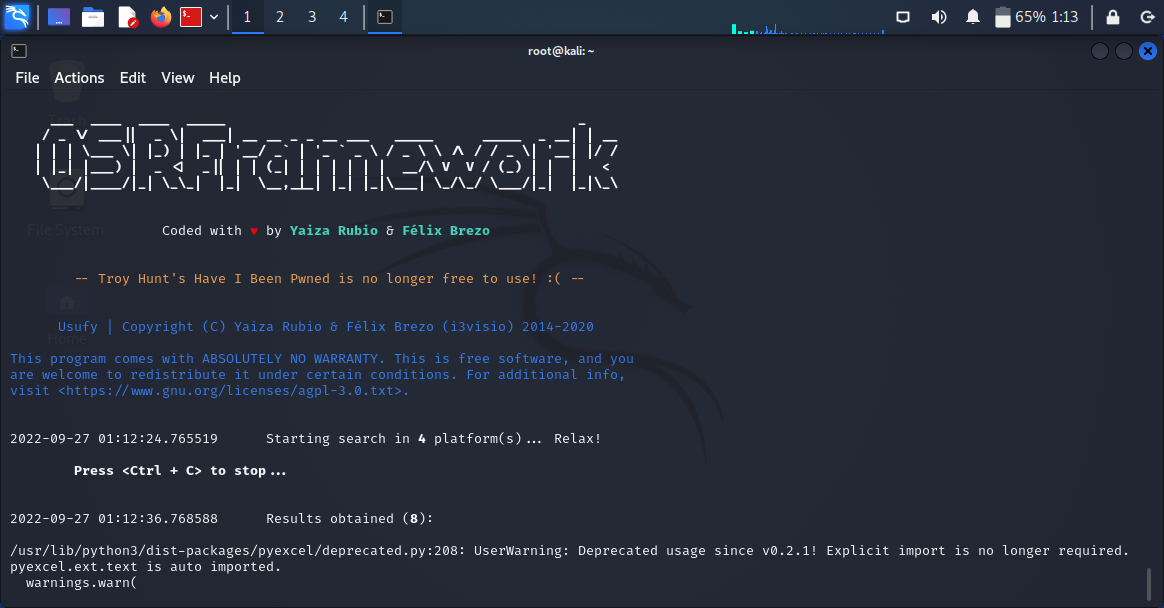 1 2 3 4
65% 1:13
root@kali: ~
File Actions Edit View Help
OSRFramework
Coded with ♥ by Yaiza Rubio & Félix Brezo
-- Troy Hunt's Have I Been Pwned is no longer free to use! :( --
Usufy | Copyright (C) Yaiza Rubio & Félix Brezo (i3visio) 2014-2020
This program comes with ABSOLUTELY NO WARRANTY. This is free software, and you
are welcome to redistribute it under certain conditions. For additional info,
visit <https://www.gnu.org/licenses/agpl-3.0.txt>.
2022-09-27 01:12:24.765519 Starting search in 4 platform(s)... Relax!
Press <Ctrl + C> to stop...
2022-09-27 01:12:36.768588 Results obtained (8):
/usr/lib/python3/dist-packages/pyexcel/deprecated.py:208: UserWarning: Deprecated usage since v0.2.1! Explicit import is no longer required.
pyexcel.ext.text is auto imported.
warnings.warn(
File System
Home